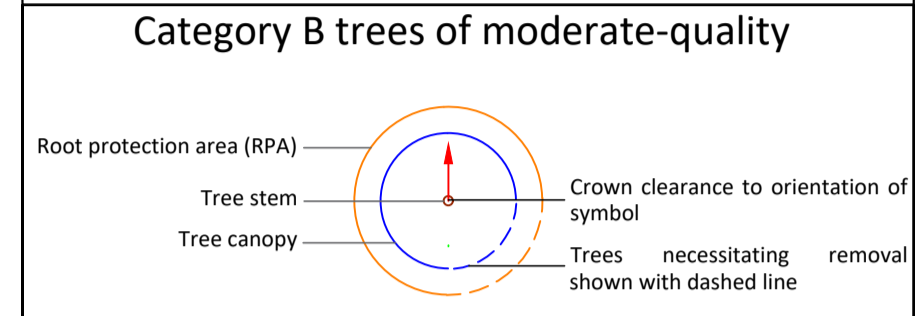 Category B trees of moderate-quality
Root protection area (RPA)
Tree stem
Tree canopy
Crown clearance to orientation of
symbol
Trees necessitating removal
shown with dashed line